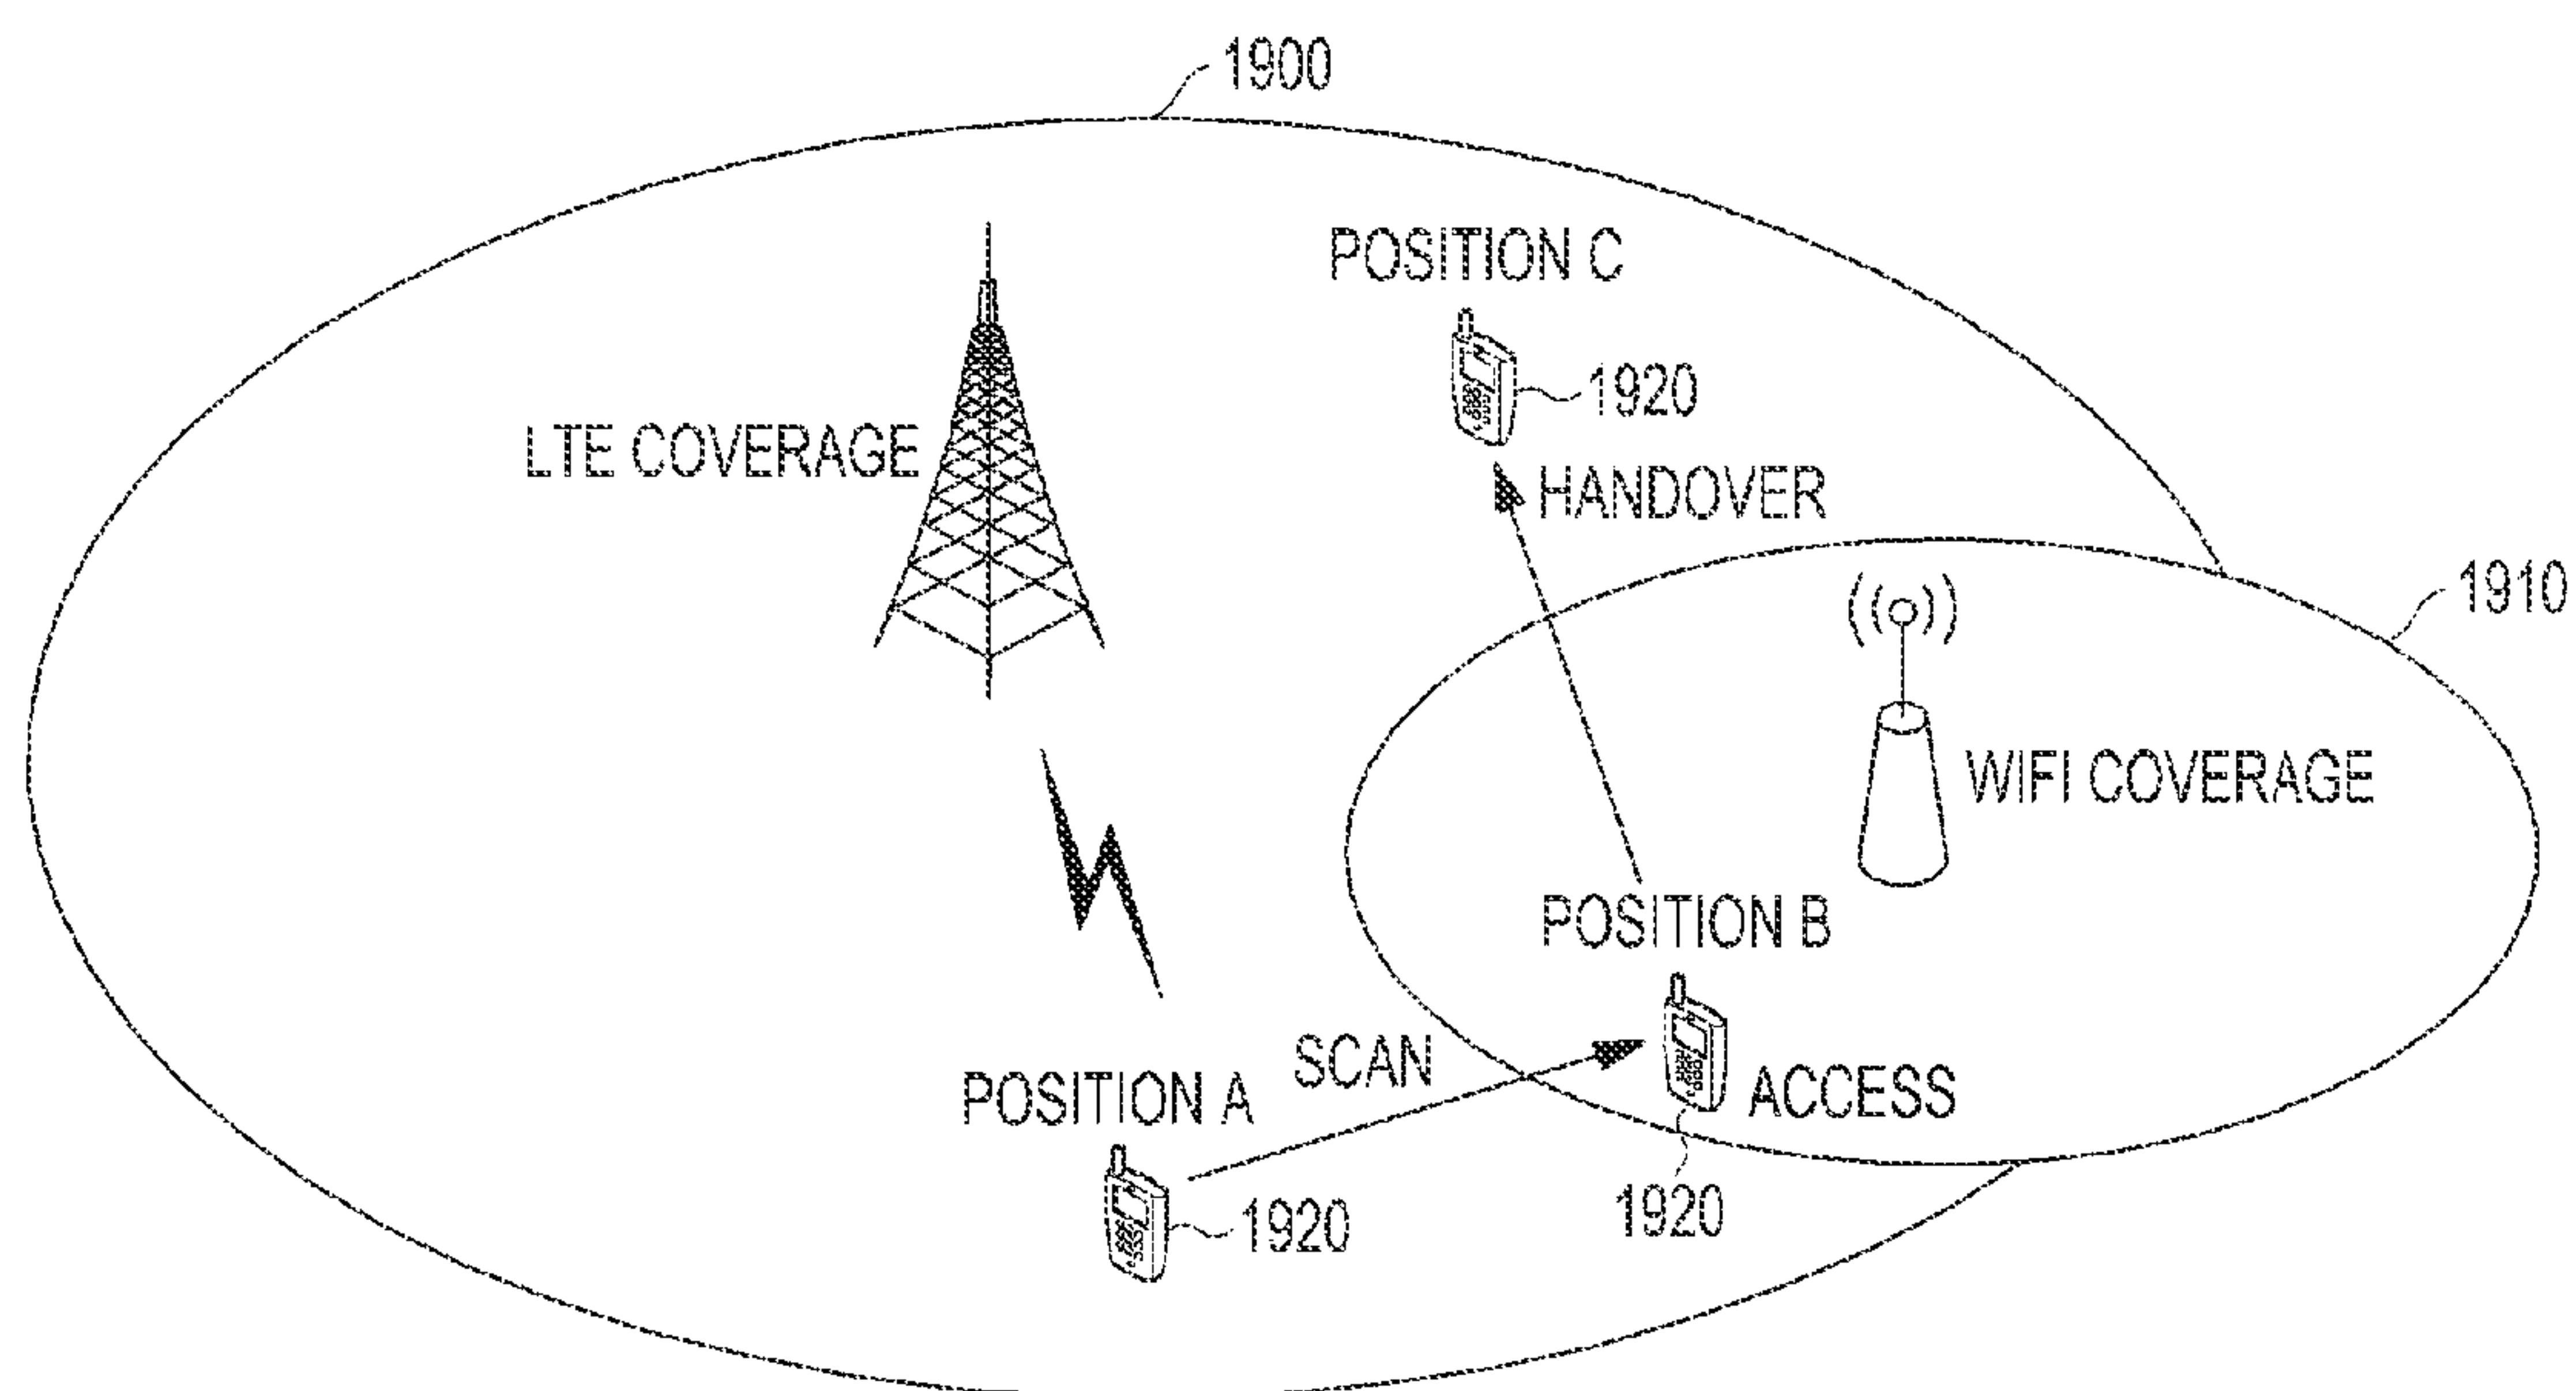 1900
POSITION C
1920
LTE COVERAGE
HANDOVER
1910
WIFI COVERAGE
POSITION B
SCAN
POSITION A
ACCESS
1920
1920